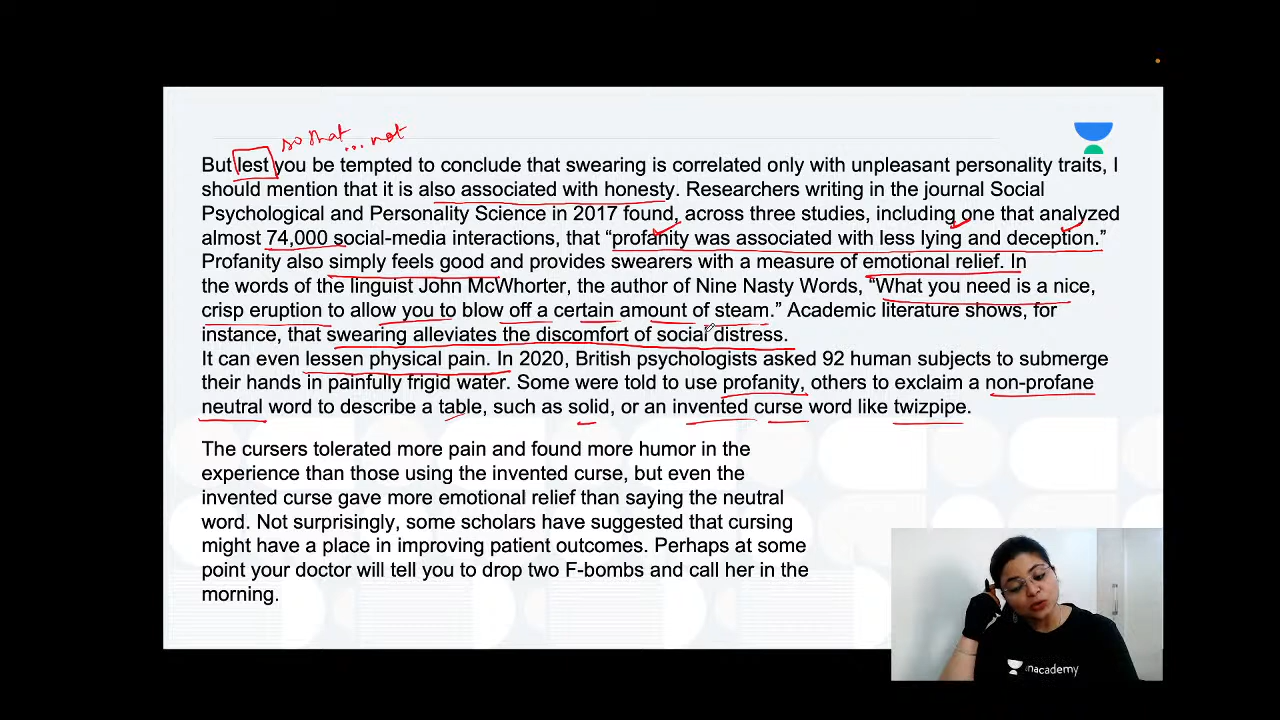 so that ... not
But lest you be tempted to conclude that swearing is correlated only with unpleasant personality traits, I
should mention that it is also associated with honesty. Researchers writing in the journal Social
Psychological and Personality Science in 2017 found, across three studies, including one that analyzed
almost 74,000 social-media interactions, that “profanity was associated with less lying and deception.”
Profanity also simply feels good and provides swearers with a measure of emotional relief. In
the words of the linguist John McWhorter, the author of Nine Nasty Words, “What you need is a nice,
crisp eruption to allow you to blow off a certain amount of steam.” Academic literature shows, for
instance, that swearing alleviates the discomfort of social distress.
It can even lessen physical pain. In 2020, British psychologists asked 92 human subjects to submerge
their hands in painfully frigid water. Some were told to use profanity, others to exclaim a non-profane
neutral word to describe a table, such as solid, or an invented curse word like twizpipe.
The cursers tolerated more pain and found more humor in the
experience than those using the invented curse, but even the
invented curse gave more emotional relief than saying the neutral
word. Not surprisingly, some scholars have suggested that cursing
might have a place in improving patient outcomes. Perhaps at some
point your doctor will tell you to drop two F-bombs and call her in the
morning.
unacademy